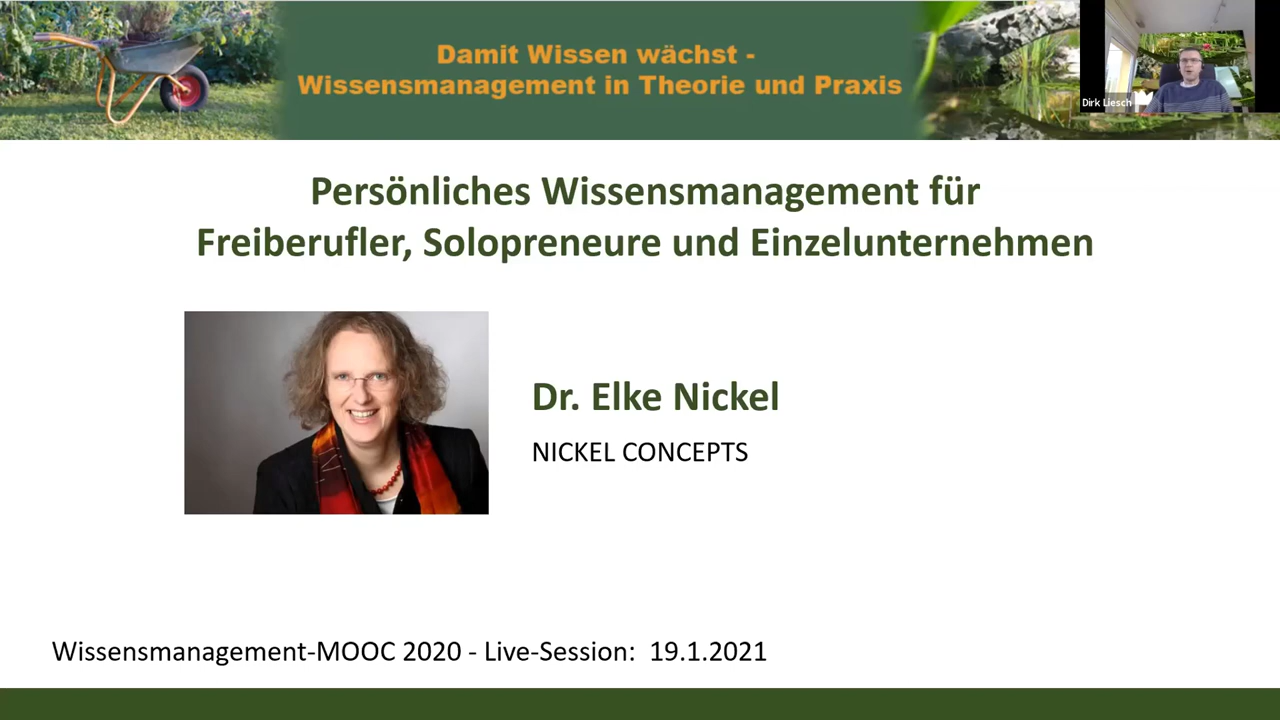 Damit Wissen wächst -
Wissensmanagement in Theorie und Praxis
Dirk Liesch
Persönliches Wissensmanagement für
Freiberufler, Solopreneure und Einzelunternehmen
Dr. Elke Nickel
NICKEL CONCEPTS
Wissensmanagement-MOOC 2020 - Live-Session: 19.1.2021